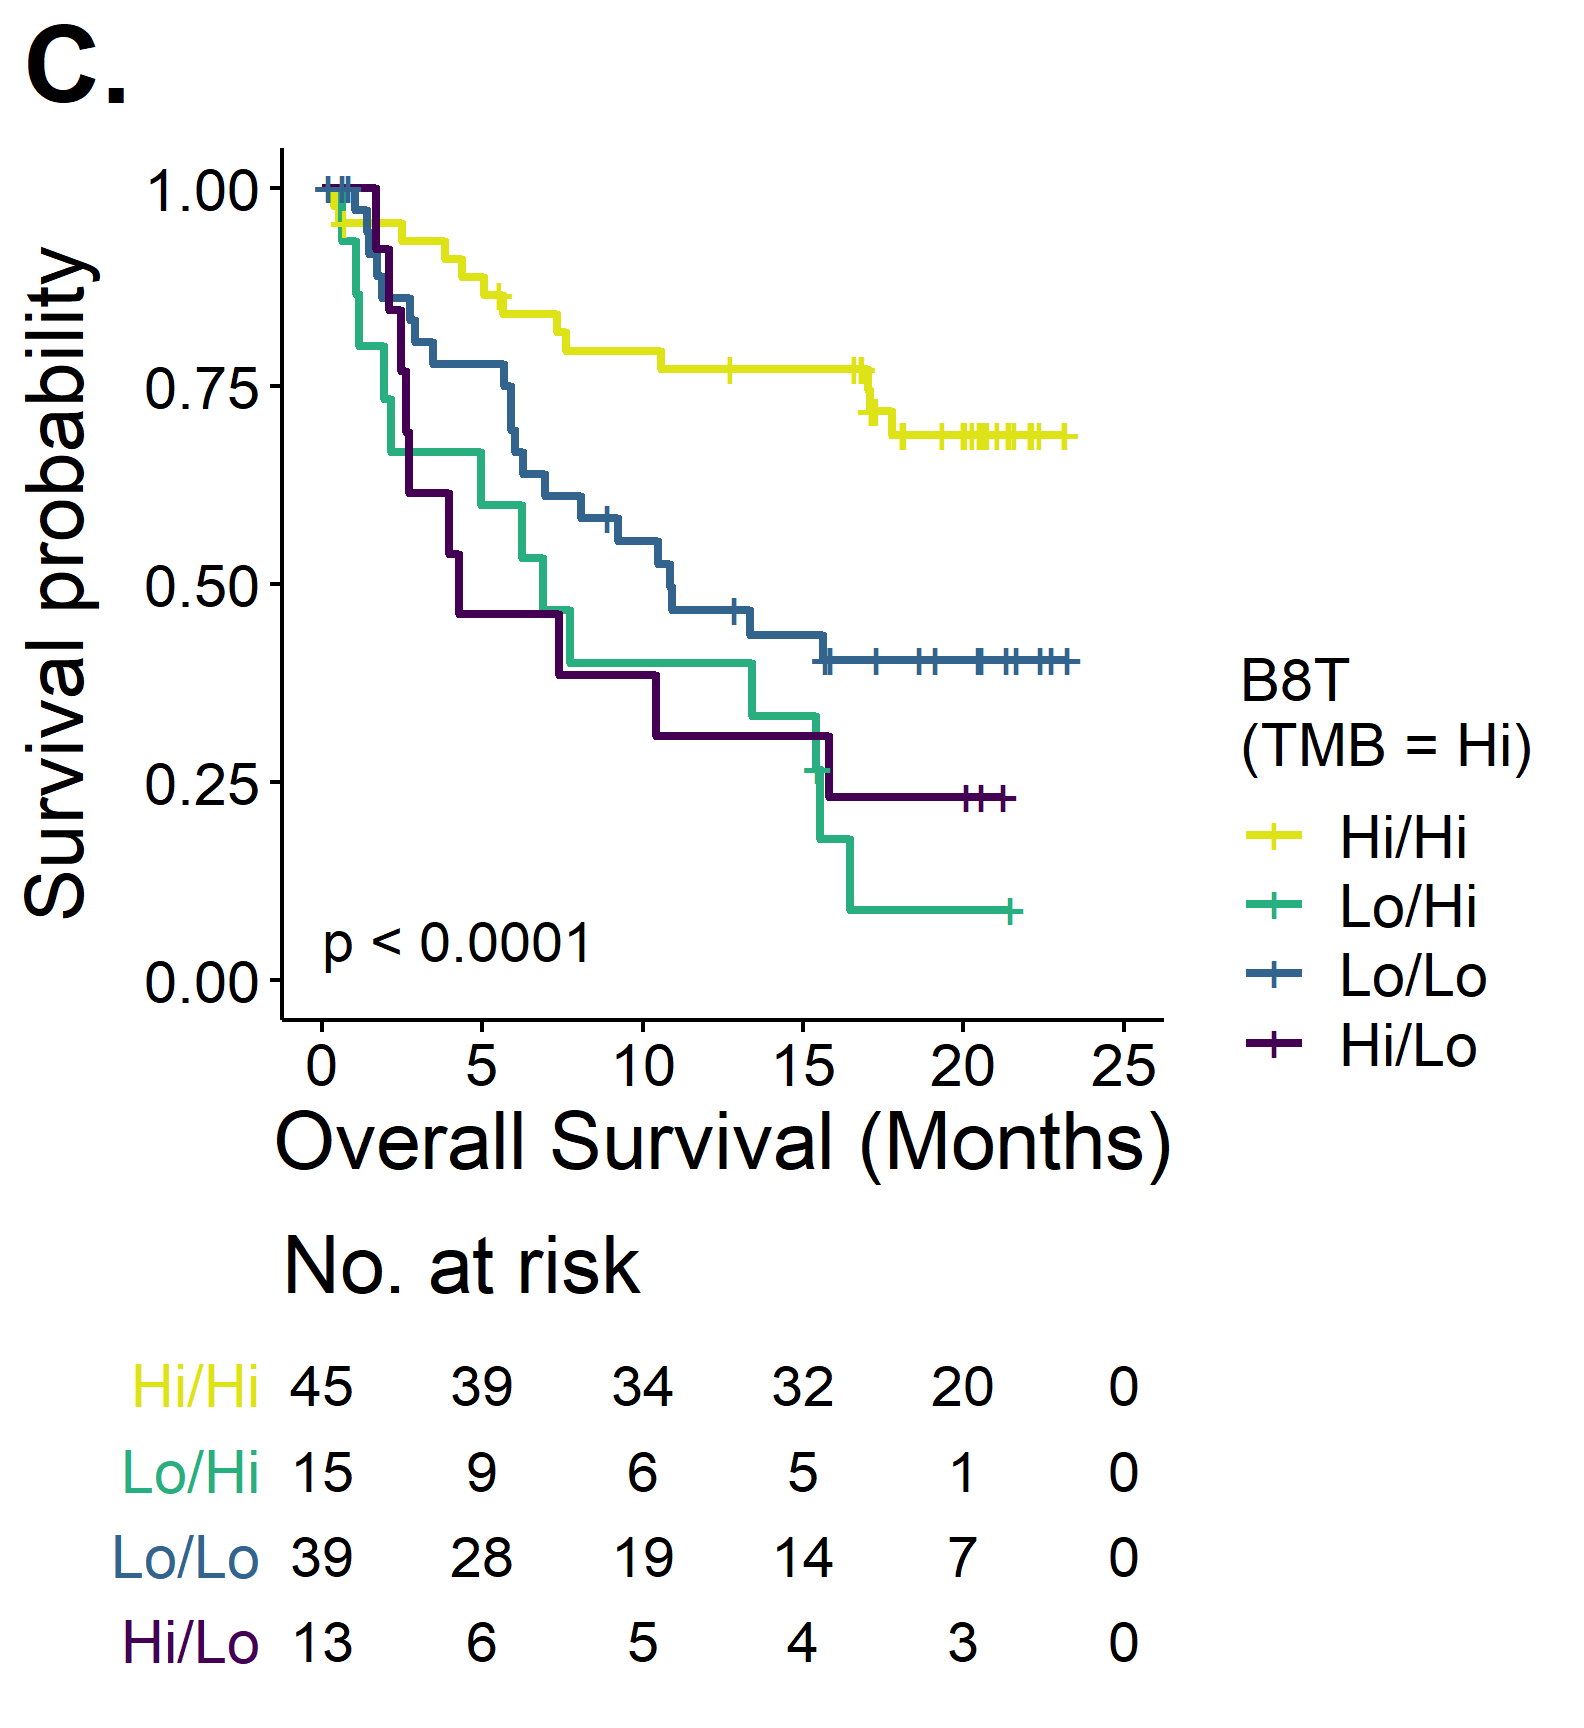 C.
Survival probability
1.00
0.75
0.50
0.25
0.00
p < 0.0001
0 5 10 15 20 25
Overall Survival (Months)
B8T
(TMB = Hi)
Hi/Hi
Lo/Hi
Lo/Lo
Hi/Lo
No. at risk
Hi/Hi 45 39 34 32 20 0
Lo/Hi 15 9 6 5 1 0
Lo/Lo 39 28 19 14 7 0
Hi/Lo 13 6 5 4 3 0